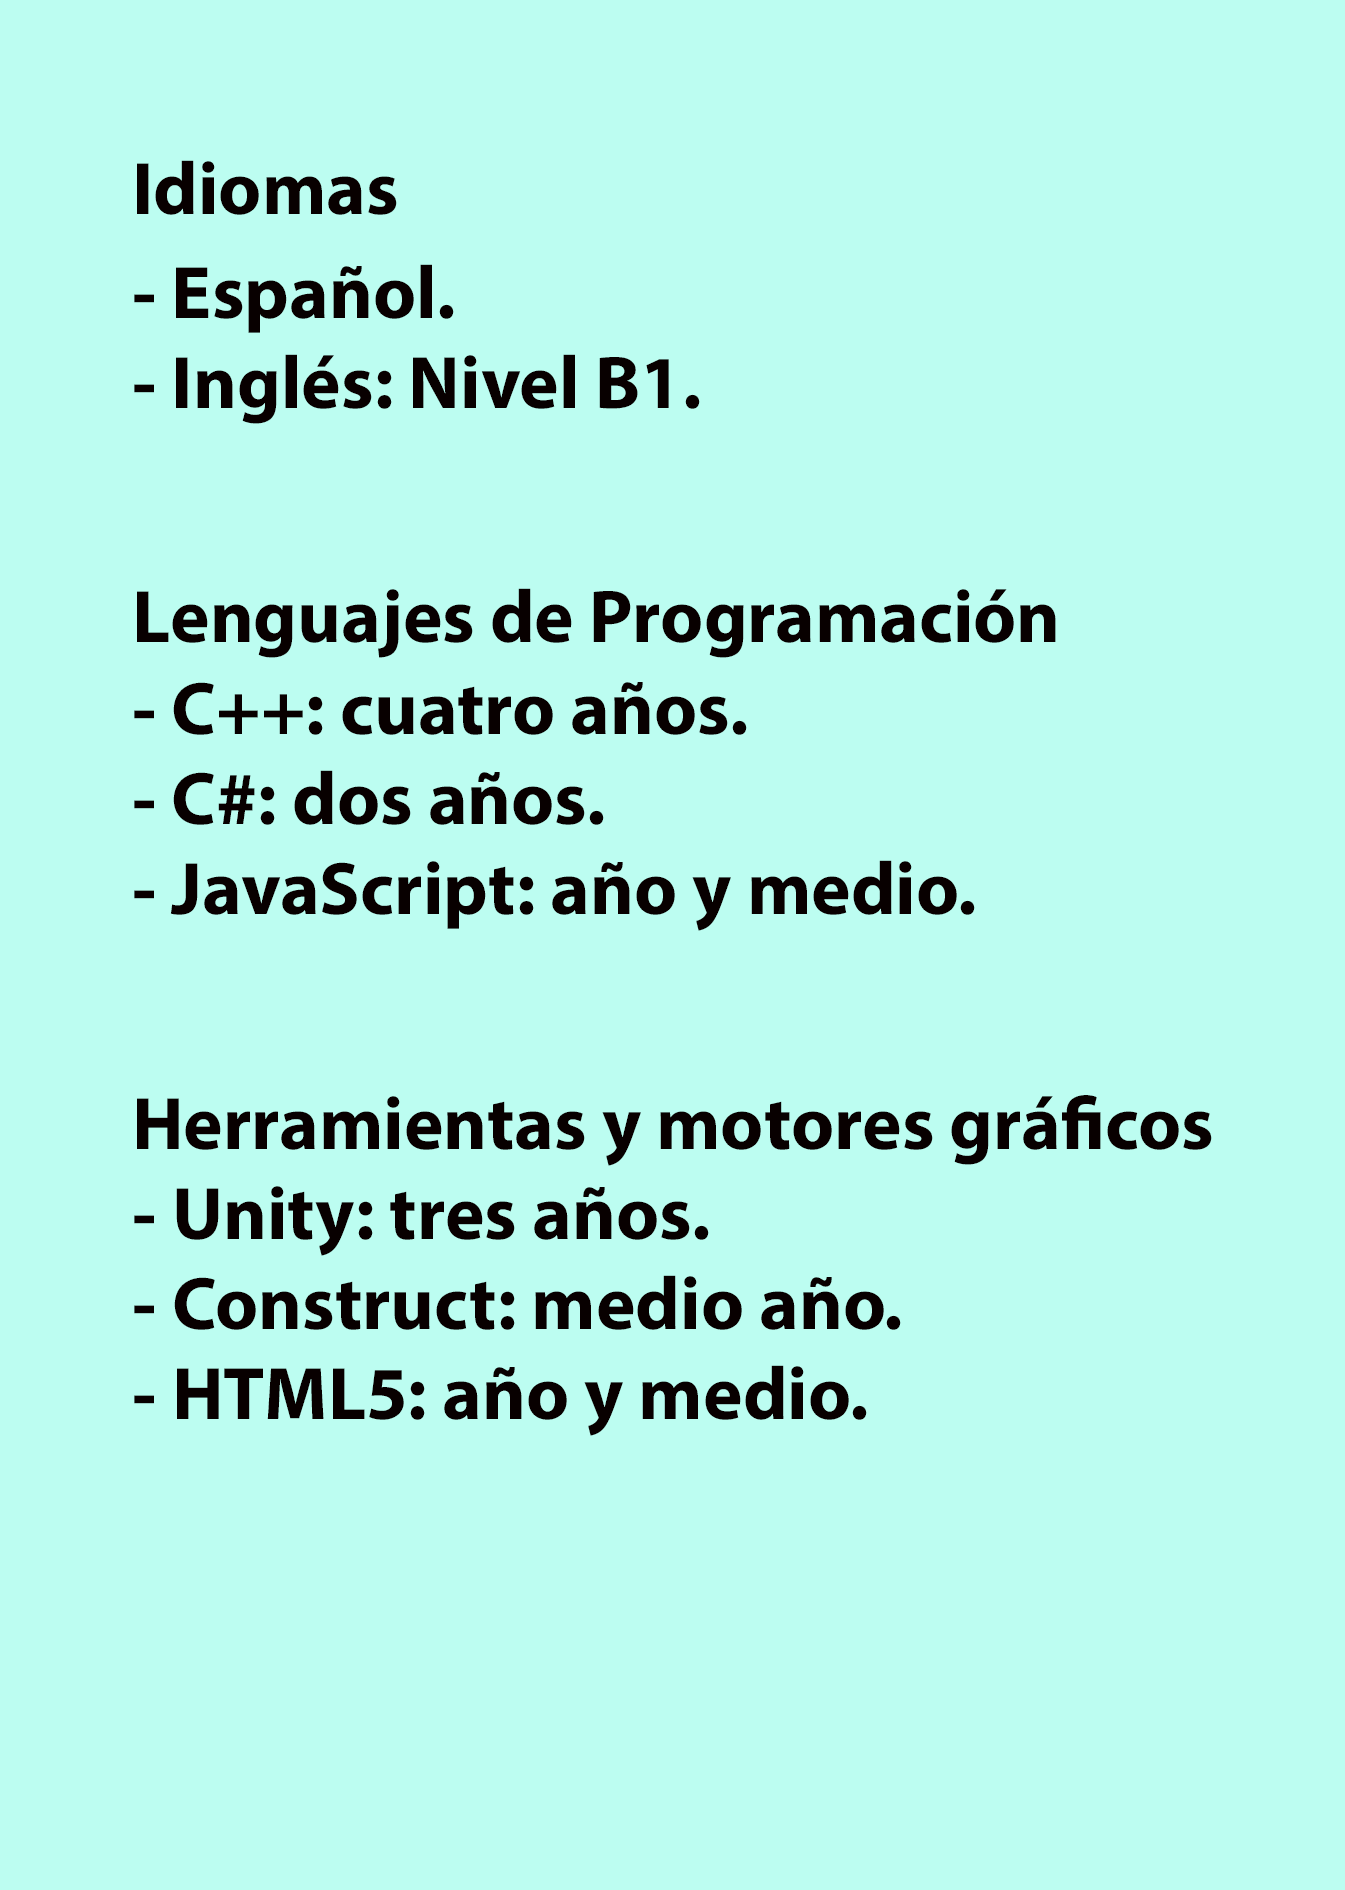 Idiomas
- Español.
- Inglés: Nivel B1.
Lenguajes de Programación
- C++: cuatro años.
- C#: dos años.
- JavaScript: año y medio.
Herramientas y motores gráficos
- Unity: tres años.
- Construct: medio año.
- HTML5: año y medio.